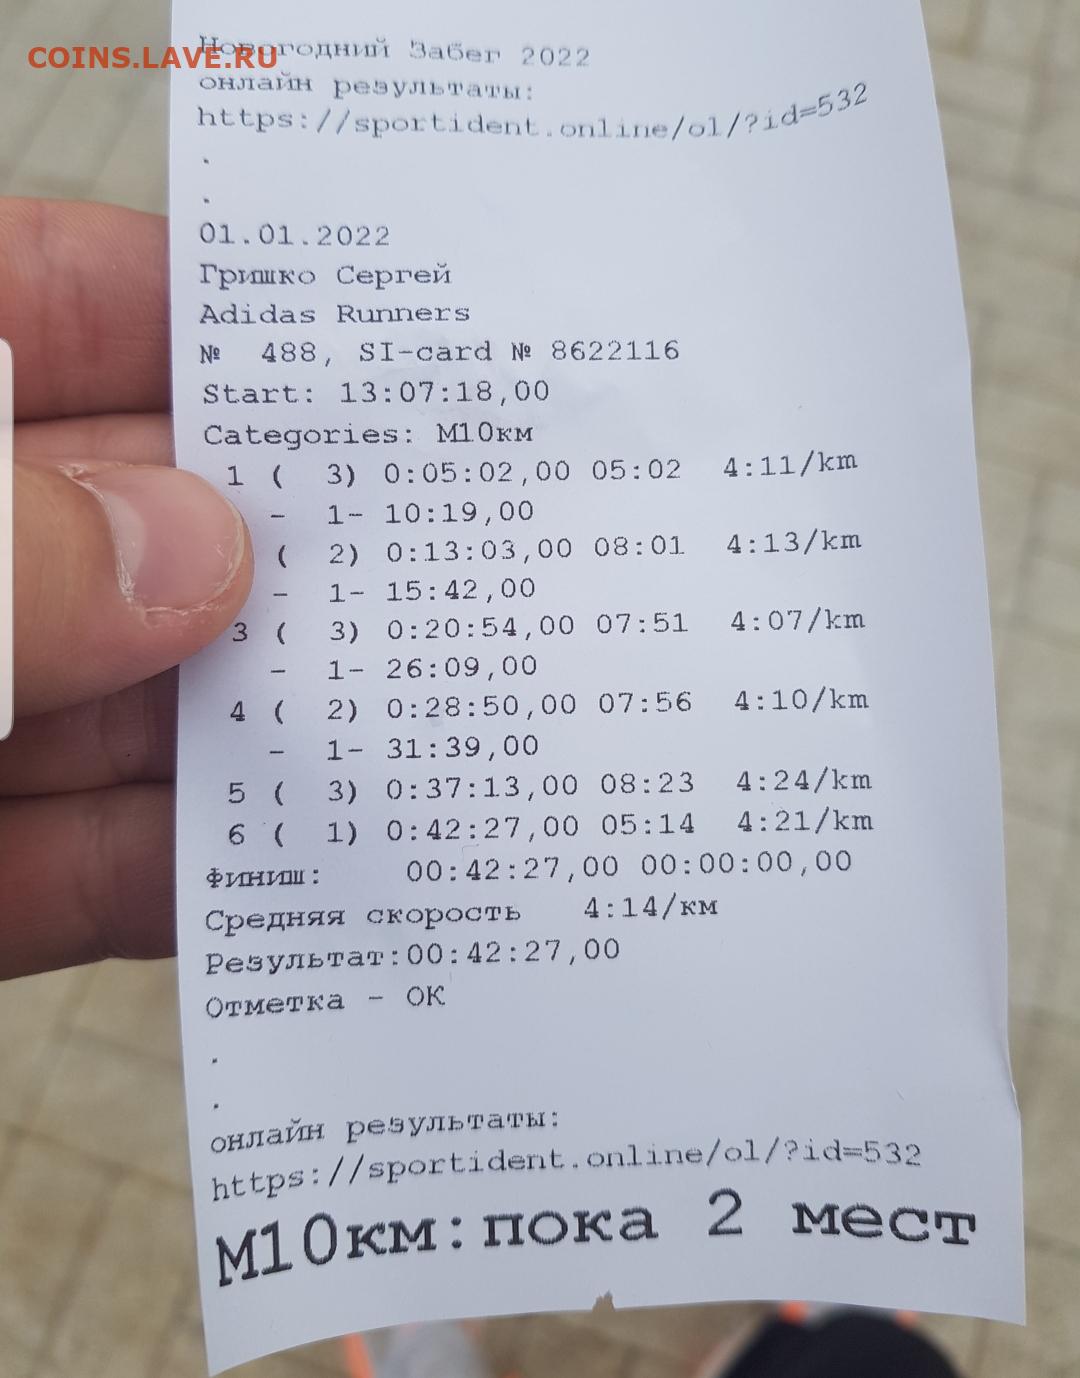 COINS.LAVE.RU
Новогодний Забег 2022
онлайн результаты:
https://sportident.online/ol/?id=532
.
.
01.01.2022
Гришко Сергей
Adidas Runners
№ 488, SI-card № 8622116
Start: 13:07:18,00
Categories: М10км
1 ( 3) 0:05:02,00 05:02 4:11/km
- 1- 10:19,00
( 2) 0:13:03,00 08:01 4:13/km
- 1- 15:42,00
3 ( 3) 0:20:54,00 07:51 4:07/km
- 1- 26:09,00
4 ( 2) 0:28:50,00 07:56 4:10/km
- 1- 31:39,00
5 ( 3) 0:37:13,00 08:23 4:24/km
6 ( 1) 0:42:27,00 05:14 4:21/km
Финиш: 00:42:27,00 00:00:00,00
Средняя скорость 4:14/км
Результат:00:42:27,00
Отметка - ОК
.
.
онлайн результаты:
https://sportident.online/ol/?id=532
М10км:пока 2 мест